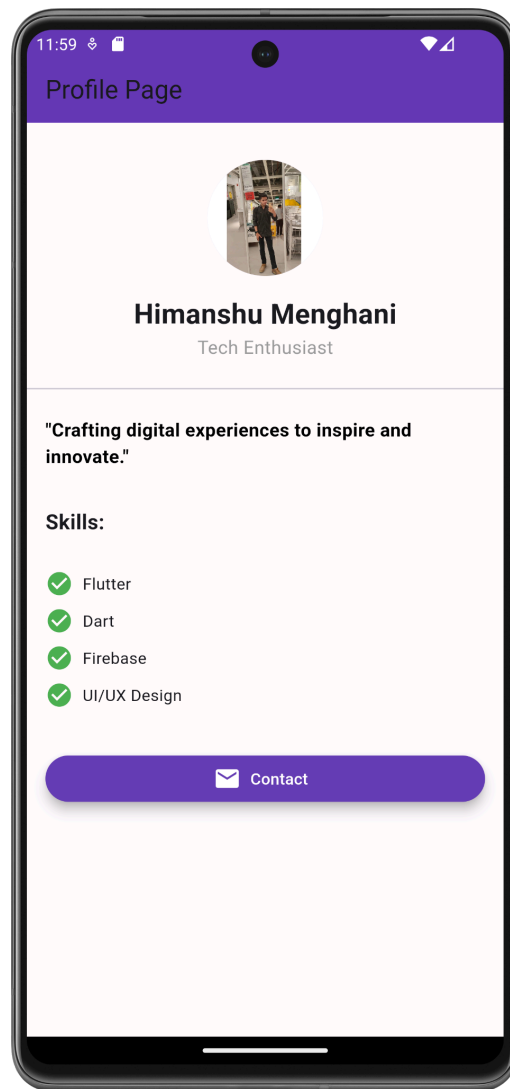 11:59
Profile Page
Himanshu Menghani
Tech Enthusiast
"Crafting digital experiences to inspire and
innovate."
Skills:
Flutter
Dart
Firebase
UI/UX Design
Contact